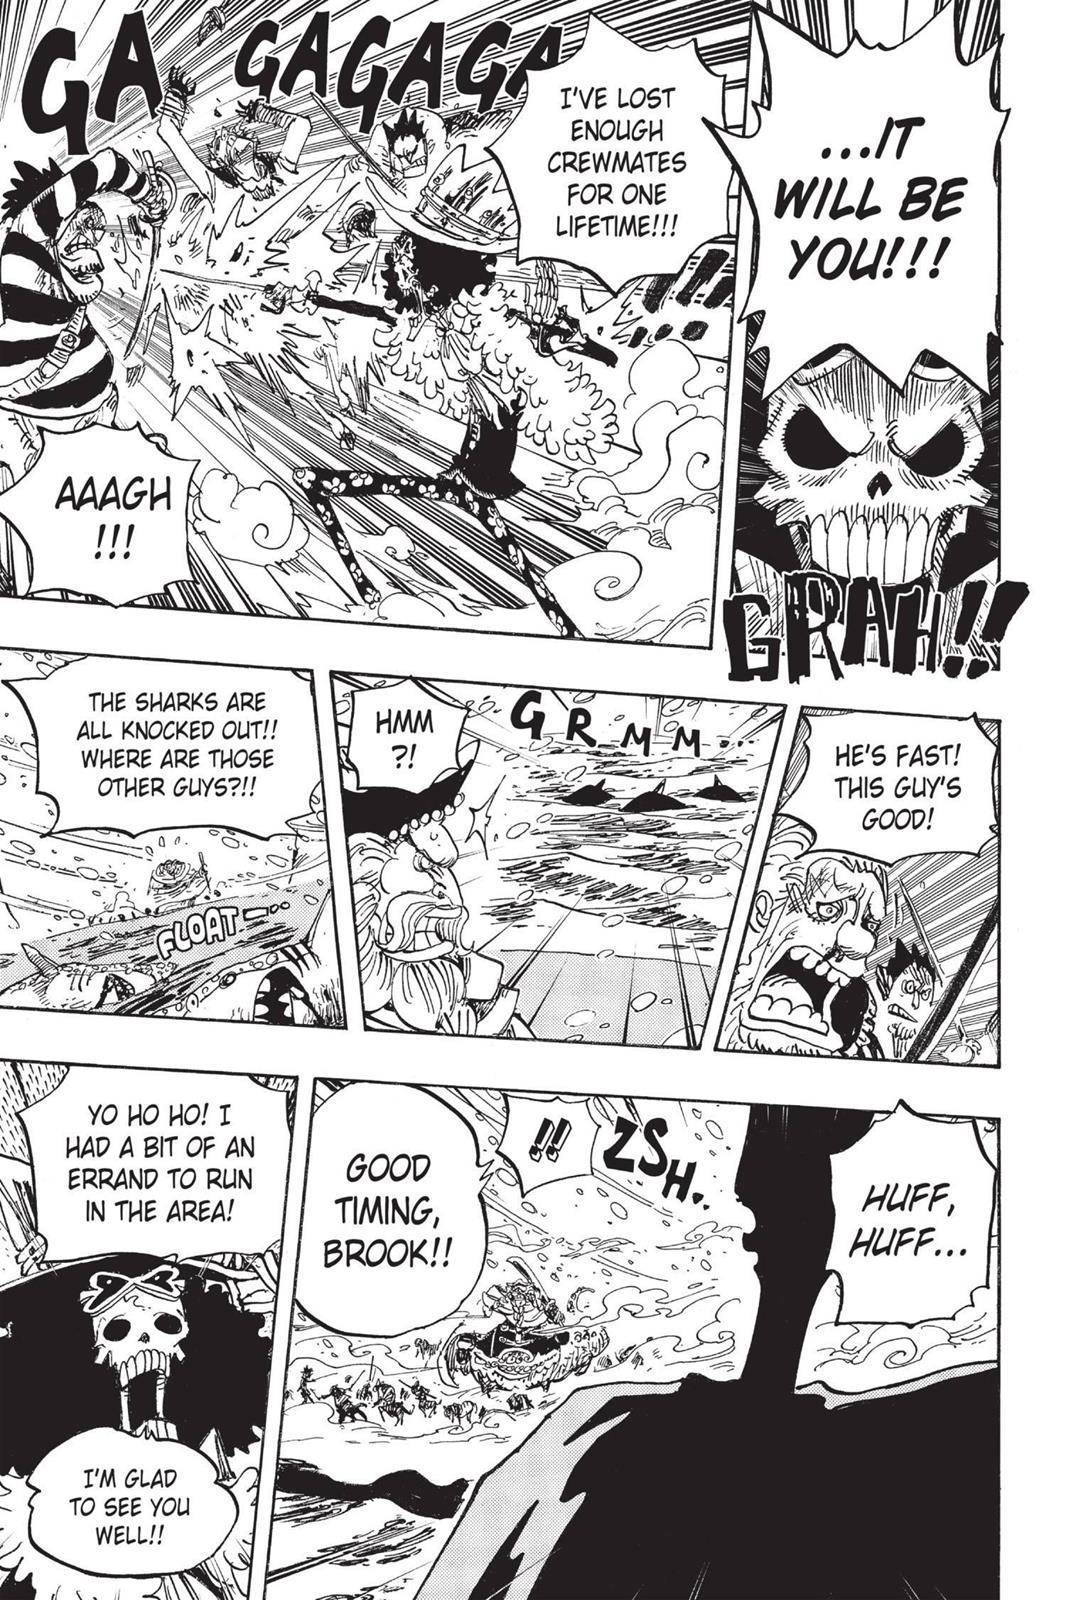 ...IT
WILL BE
YOU!!!
GRAH!!
I'VE LOST
ENOUGH
CREWMATES
FOR ONE
LIFETIME!!!
GAGAGAGA
AAAGH
!!!
HE'S FAST!
THIS GUY'S
GOOD!
GRMM...
HMM
?!
THE SHARKS ARE
ALL KNOCKED OUT!!
WHERE ARE THOSE
OTHER GUYS?!!
FLOAT
HUFF,
HUFF...
ZSH.
!!
GOOD
TIMING,
BROOK!!
YO HO HO! I
HAD A BIT OF AN
ERRAND TO RUN
IN THE AREA!
I'M GLAD
TO SEE YOU
WELL!!